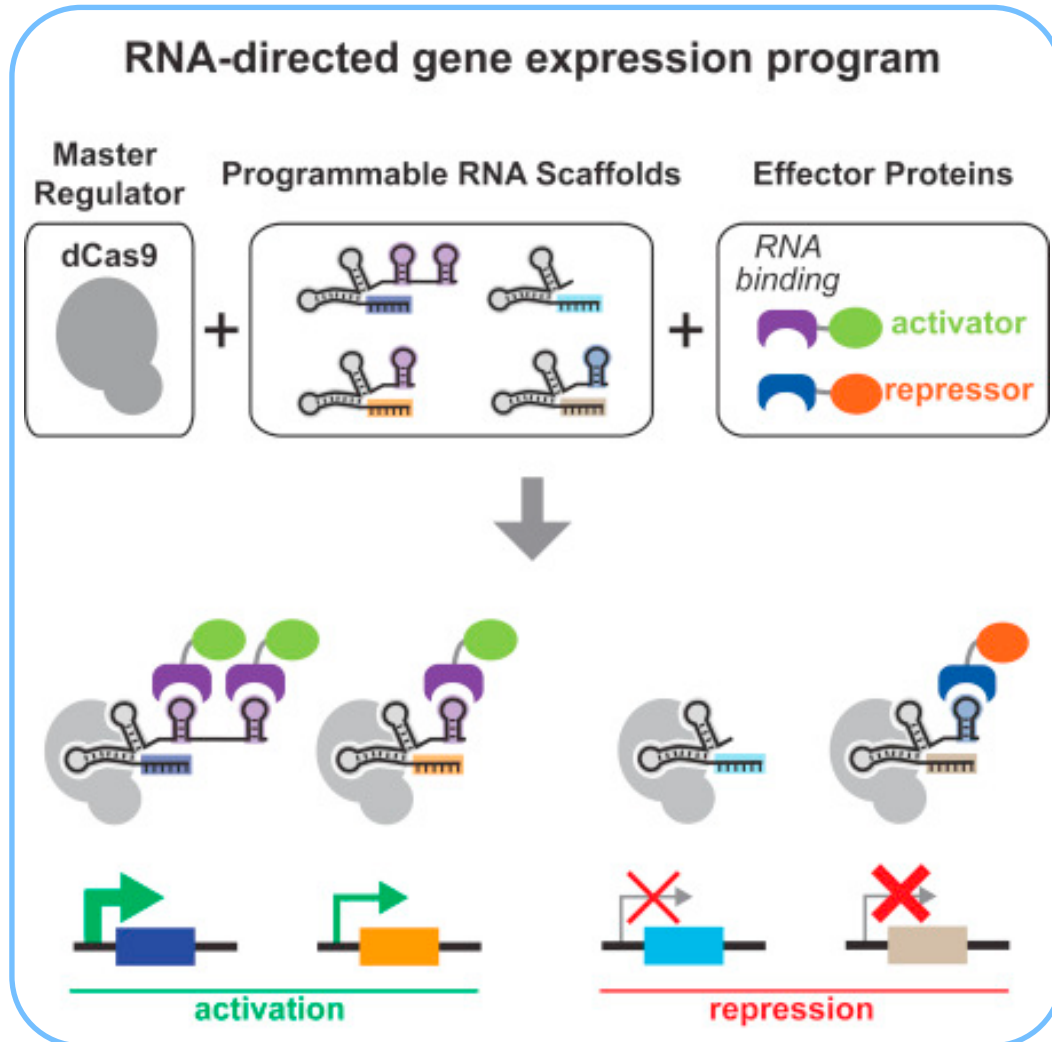 RNA-directed gene expression program
Master
Regulator
Programmable RNA Scaffolds
Effector Proteins
dCas9
+
+
RNA
binding
activator
repressor
activation
repression